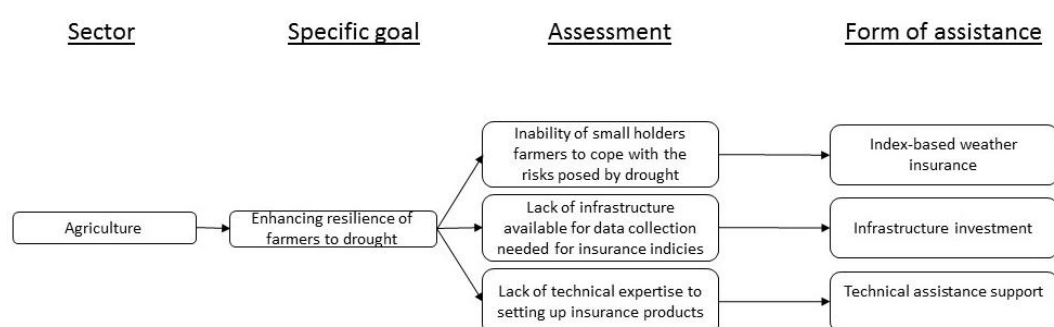 Sector
Specific goal
Assessment
Form of assistance
Agriculture
Enhancing resilience of
farmers to drought
Inability of small holders
farmers to cope with the
risks posed by drought
Index-based weather
insurance
Lack of infrastructure
available for data collection
needed for insurance indicies
Infrastructure investment
Lack of technical expertise to
setting up insurance products
Technical assistance support